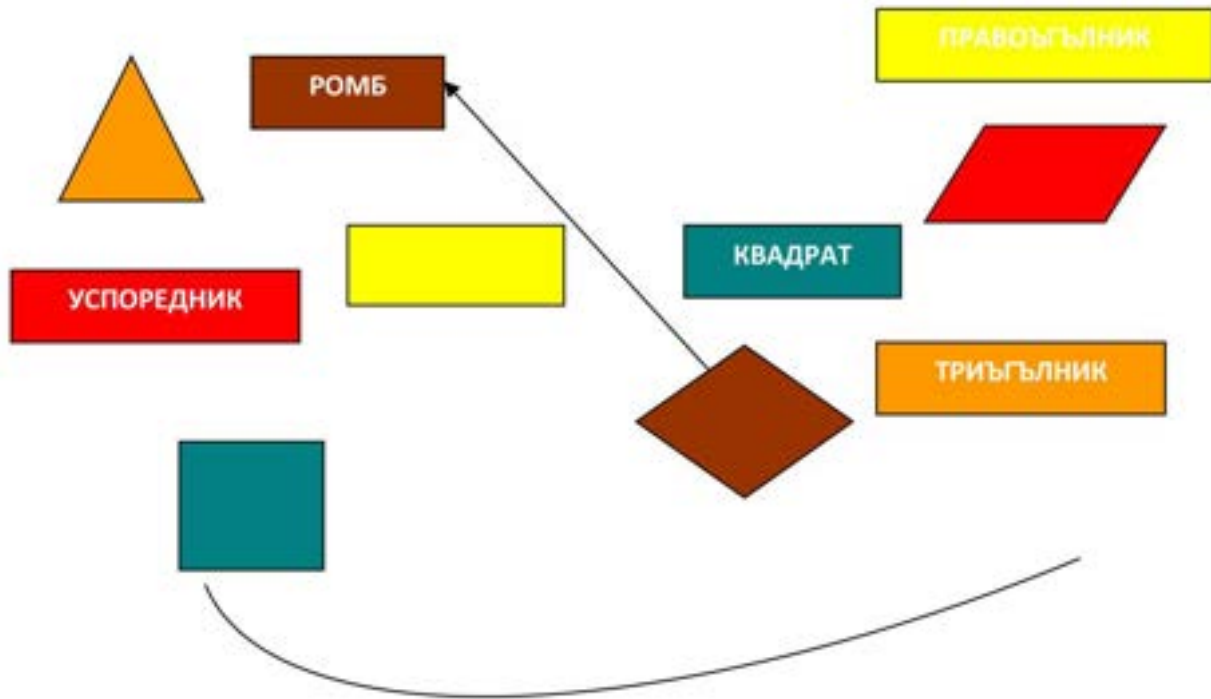 ПРАВОЪГЪЛНИК
РОМБ
КВАДРАТ
УСПОРЕДНИК
ТРИЪГЪЛНИК